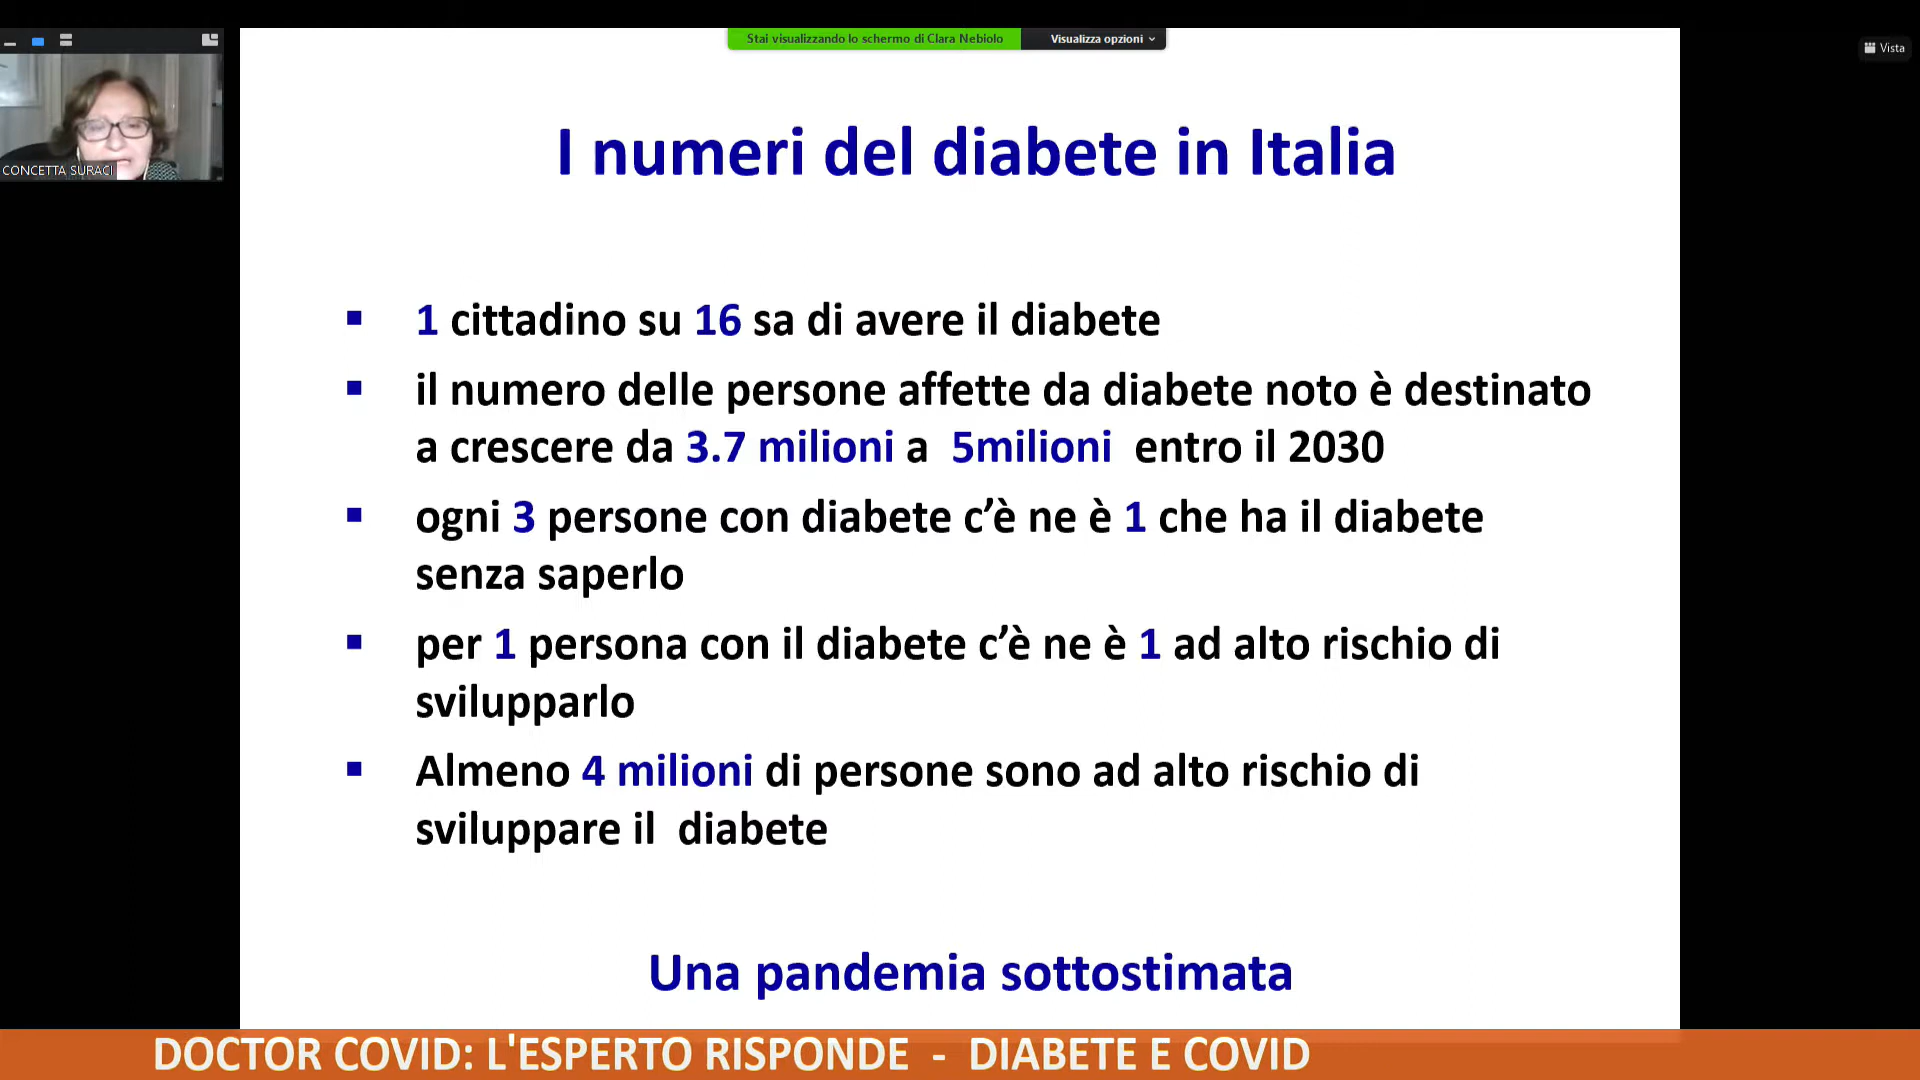 Stai visualizzando lo schermo di Clara Nebiolo
Visualizza opzioni
Vista
CONCETTA SURACI
I numeri del diabete in Italia
1 cittadino su 16 sa di avere il diabete
il numero delle persone affette da diabete noto è destinato
a crescere da 3.7 milioni a 5milioni entro il 2030
ogni 3 persone con diabete c’è ne è 1 che ha il diabete
senza saperlo
per 1 persona con il diabete c’è ne è 1 ad alto rischio di
svilupparlo
Almeno 4 milioni di persone sono ad alto rischio di
sviluppare il diabete
Una pandemia sottostimata
DOCTOR COVID: L'ESPERTO RISPONDE - DIABETE E COVID